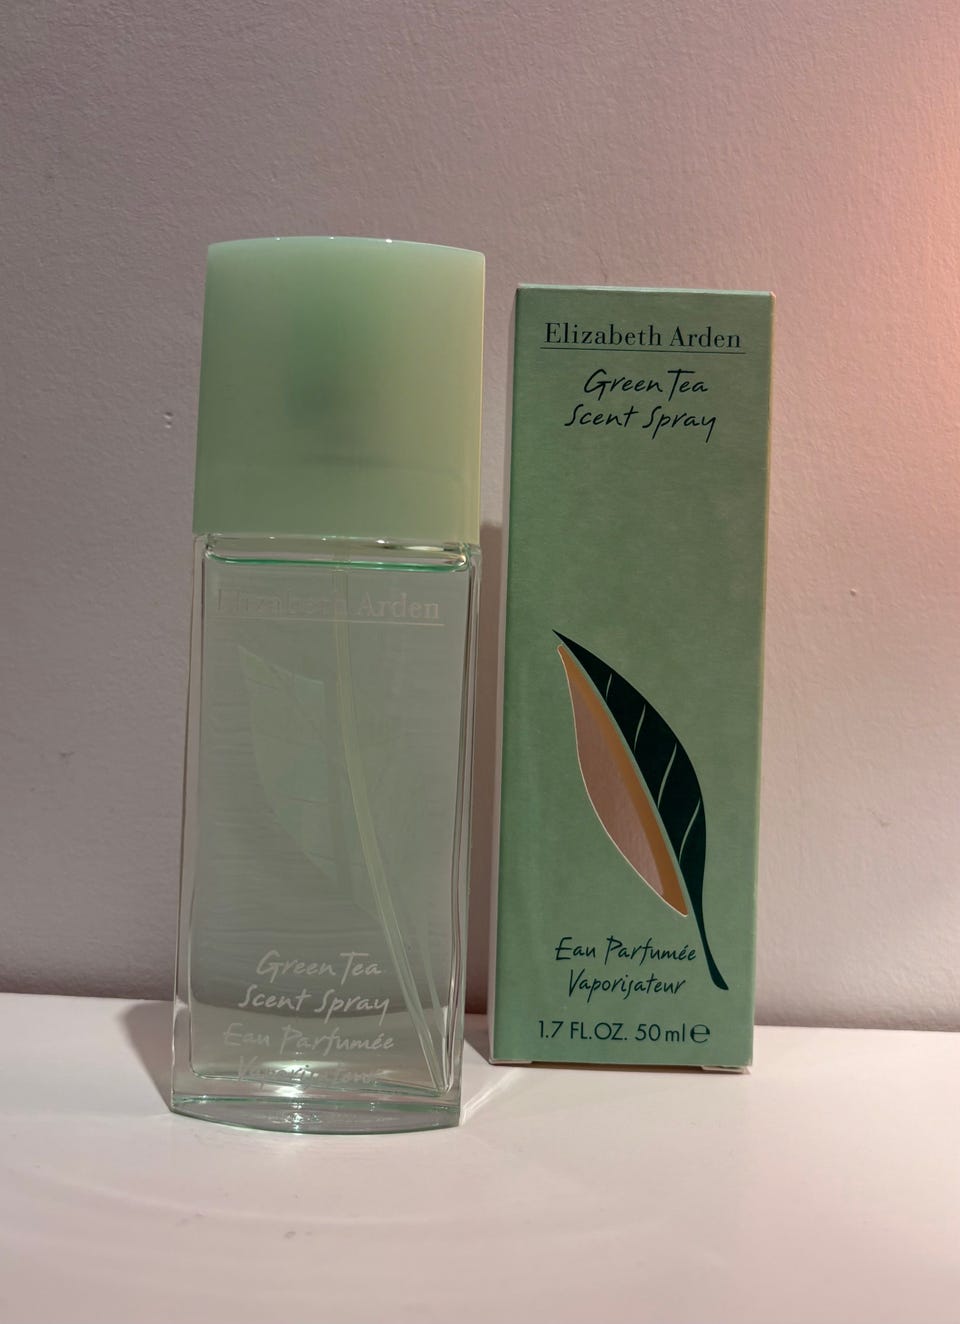 Elizabeth Arden
Green Tea
Scent Spray
Eau Parfumée
Vaporisateur
Elizabeth Arden
Green Tea
Scent Spray
Eau Parfumée
Vaporisateur
1.7 FL.OZ. 50 ml ℮